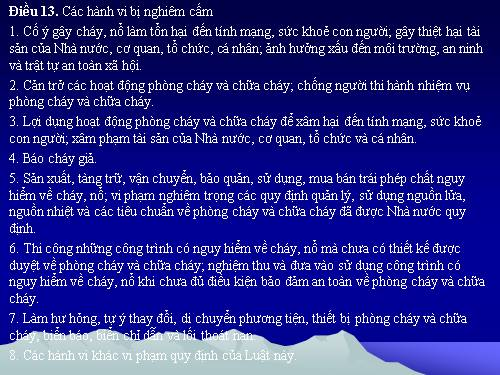 Điều 13. Các hành vi bị nghiêm cấm
1. Cố ý gây cháy, nổ làm tổn hại đến tính mạng, sức khoẻ con người; gây thiệt hại tài
sản của Nhà nước, cơ quan, tổ chức, cá nhân; ảnh hưởng xấu đến môi trường, an ninh
và trật tự an toàn xã hội.
2. Cản trở các hoạt động phòng cháy và chữa cháy; chống người thi hành nhiệm vụ
phòng cháy và chữa cháy.
3. Lợi dụng hoạt động phòng cháy và chữa cháy để xâm hại đến tính mạng, sức khoẻ
con người; xâm phạm tài sản của Nhà nước, cơ quan, tổ chức và cá nhân.
4. Báo cháy giả.
5. Sản xuất, tàng trữ, vận chuyển, bảo quản, sử dụng, mua bán trái phép chất nguy
hiểm về cháy, nổ; vi phạm nghiêm trọng các quy định quản lý, sử dụng nguồn lửa,
nguồn nhiệt và các tiêu chuẩn về phòng cháy và chữa cháy đã được Nhà nước quy
định.
6. Thi công những công trình có nguy hiểm về cháy, nổ mà chưa có thiết kế được
duyệt về phòng cháy và chữa cháy; nghiệm thu và đưa vào sử dụng công trình có
nguy hiểm về cháy, nổ khi chưa đủ điều kiện bảo đảm an toàn về phòng cháy và chữa
cháy.
7. Làm hư hỏng, tự ý thay đổi, di chuyển phương tiện, thiết bị phòng cháy và chữa
cháy, biển báo, biển chỉ dẫn và lối thoát nạn.
8. Các hành vi khác vi phạm quy định của Luật này.